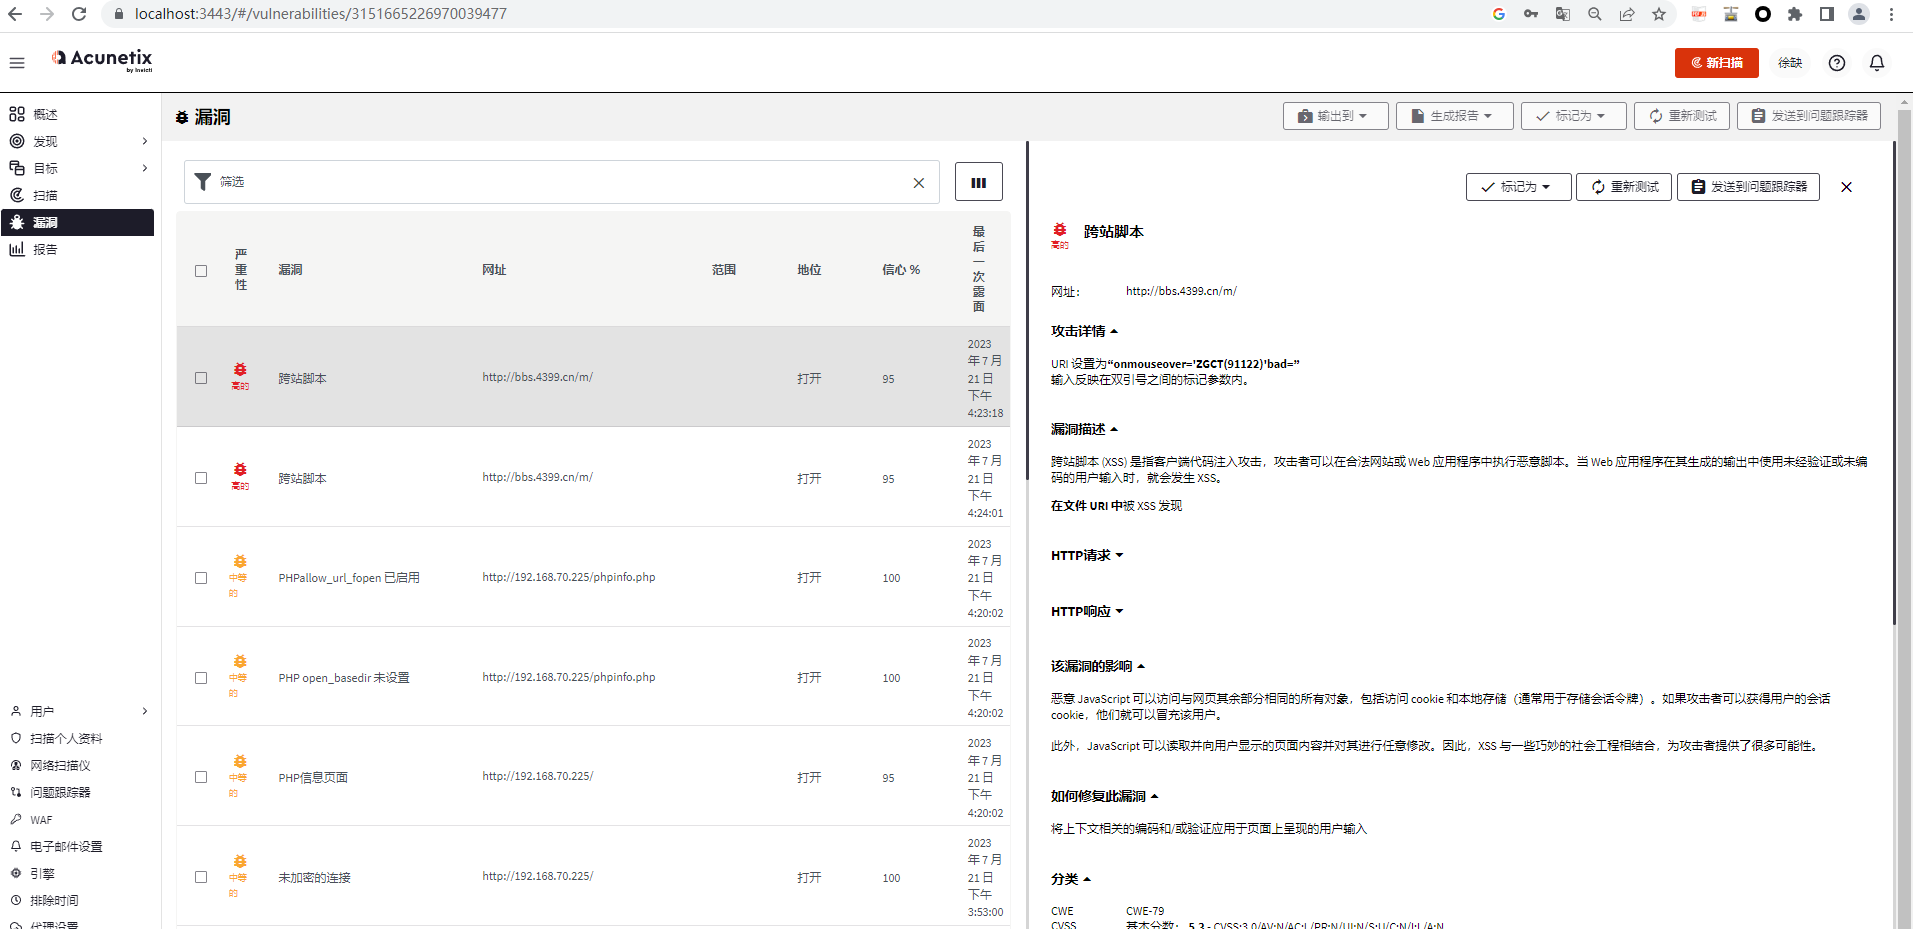 localhost:3443/#/vulnerabilities/3151665226970039477
Acunetix
by Invicti
新扫描
徐缺
概述
发现
目标
扫描
漏洞
报告
用户
扫描个人资料
网络扫描仪
问题跟踪器
WAF
电子邮件设置
引擎
排除时间
代理设置
漏洞
输出到
生成报告
标记为
重新测试
发送到问题跟踪器
筛选
严重性 漏洞 网址 范围 地位 信心 % 最后一次露面
高的 跨站脚本 http://bbs.4399.cn/m/ 打开 95 2023年7月21日下午4:23:18
高的 跨站脚本 http://bbs.4399.cn/m/ 打开 95 2023年7月21日下午4:24:01
中等的 PHPallow_url_fopen 已启用 http://192.168.70.225/phpinfo.php 打开 100 2023年7月21日下午4:20:02
中等的 PHP open_basedir 未设置 http://192.168.70.225/phpinfo.php 打开 100 2023年7月21日下午4:20:02
中等的 PHP信息页面 http://192.168.70.225/ 打开 95 2023年7月21日下午4:20:02
中等的 未加密的连接 http://192.168.70.225/ 打开 100 2023年7月21日下午3:53:00
标记为
重新测试
发送到问题跟踪器
高的
跨站脚本
网址： http://bbs.4399.cn/m/
攻击详情
URI 设置为“onmouseover='ZGCT(91122)'bad=”
输入反映在双引号之间的标记参数内。
漏洞描述
跨站脚本 (XSS) 是指客户端代码注入攻击，攻击者可以在合法网站或 Web 应用程序中执行恶意脚本。当 Web 应用程序在其生成的输出中使用未经验证或未编
码的用户输入时，就会发生 XSS。
在文件 URI 中被 XSS 发现
HTTP请求
HTTP响应
该漏洞的影响
恶意 JavaScript 可以访问与网页其余部分相同的所有对象，包括访问 cookie 和本地存储（通常用于存储会话令牌）。如果攻击者可以获得用户的会话
cookie，他们就可以冒充该用户。
此外，JavaScript 可以读取并向用户显示的页面内容并对其进行任意修改。因此，XSS 与一些巧妙的社会工程相结合，为攻击者提供了很多可能性。
如何修复此漏洞
将上下文相关的编码和/或验证应用于页面上呈现的用户输入
分类
CWE CWE-79
CVSS 基本分数： 5.3 - CVSS:3.0/AV:N/AC:L/PR:N/UI:N/S:U/C:N/I:L/A:N